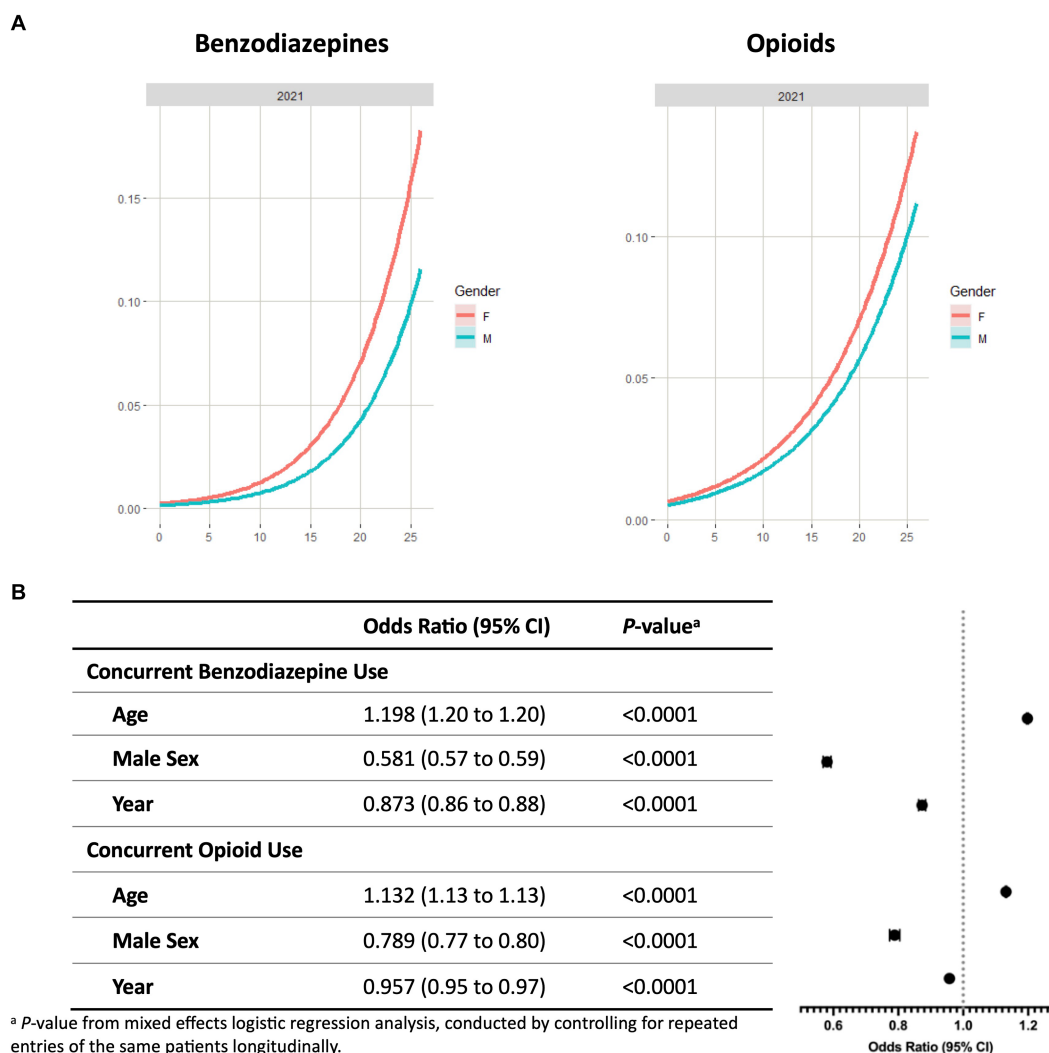 A
Benzodiazepines
Opioids
2021
2021
0.15
0.10
0.05
0.00
0 5 10 15 20 25
Gender
F
M
0.10
0.05
0.00
0 5 10 15 20 25
Gender
F
M
B
Odds Ratio (95% CI) P-valueᵃ
Concurrent Benzodiazepine Use
Age 1.198 (1.20 to 1.20) <0.0001
Male Sex 0.581 (0.57 to 0.59) <0.0001
Year 0.873 (0.86 to 0.88) <0.0001
Concurrent Opioid Use
Age 1.132 (1.13 to 1.13) <0.0001
Male Sex 0.789 (0.77 to 0.80) <0.0001
Year 0.957 (0.95 to 0.97) <0.0001
0.6 0.8 1.0 1.2
Odds Ratio (95% CI)
ᵃ P-value from mixed effects logistic regression analysis, conducted by controlling for repeated
entries of the same patients longitudinally.